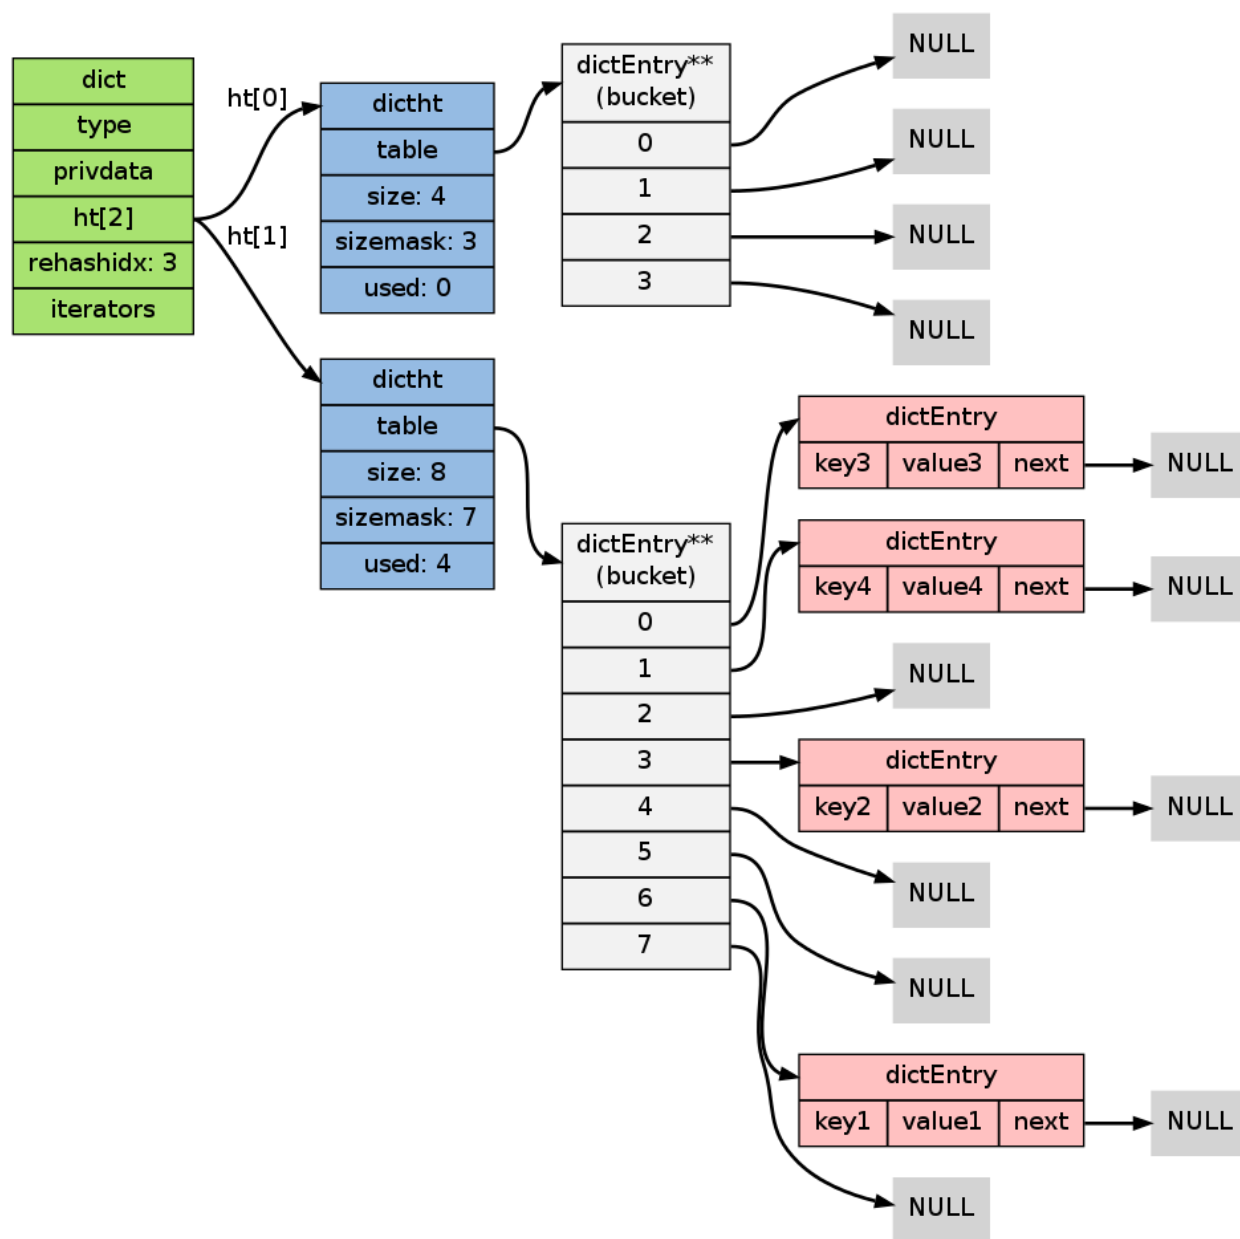 dict
type
privdata
ht[2]
rehashidx: 3
iterators
ht[0]
ht[1]
dictht
table
size: 4
sizemask: 3
used: 0
dictEntry**
(bucket)
0
1
2
3
NULL
NULL
NULL
NULL
dictht
table
size: 8
sizemask: 7
used: 4
dictEntry**
(bucket)
0
1
2
3
4
5
6
7
dictEntry
key3 value3 next
NULL
dictEntry
key4 value4 next
NULL
NULL
dictEntry
key2 value2 next
NULL
NULL
NULL
dictEntry
key1 value1 next
NULL
NULL